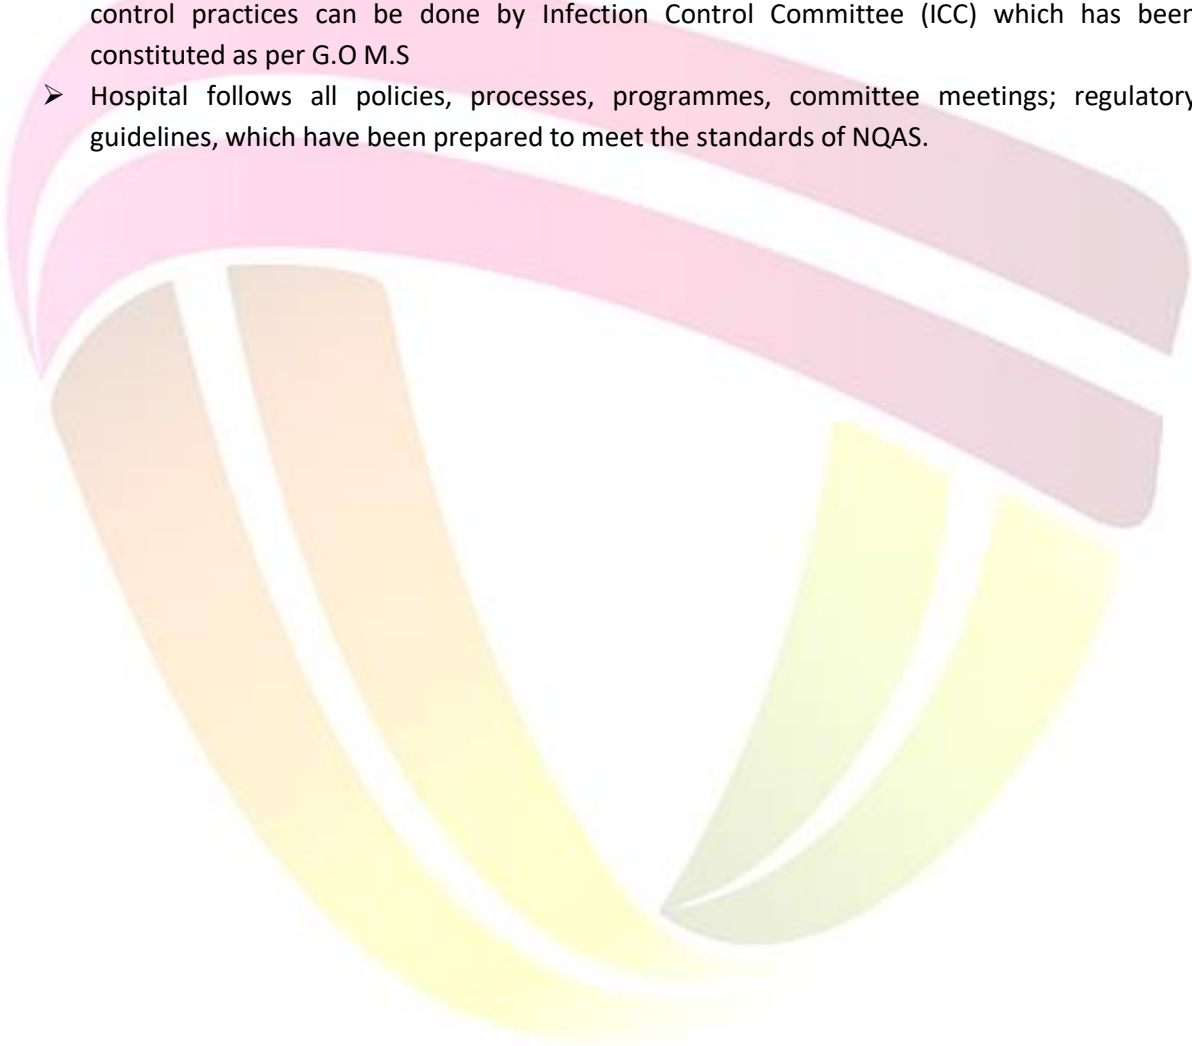 control practices can be done by Infection Control Committee (ICC) which has been
constituted as per G.O M.S
➢ Hospital follows all policies, processes, programmes, committee meetings; regulatory
guidelines, which have been prepared to meet the standards of NQAS.